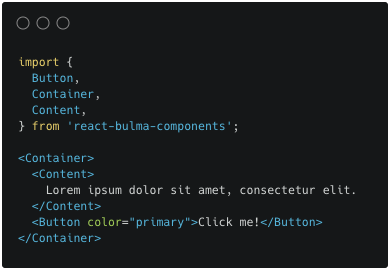 import {
  Button,
  Container,
  Content,
} from 'react-bulma-components';

<Container>
  <Content>
    Lorem ipsum dolor sit amet, consectetur elit.
  </Content>
  <Button color="primary">Click me!</Button>
</Container>